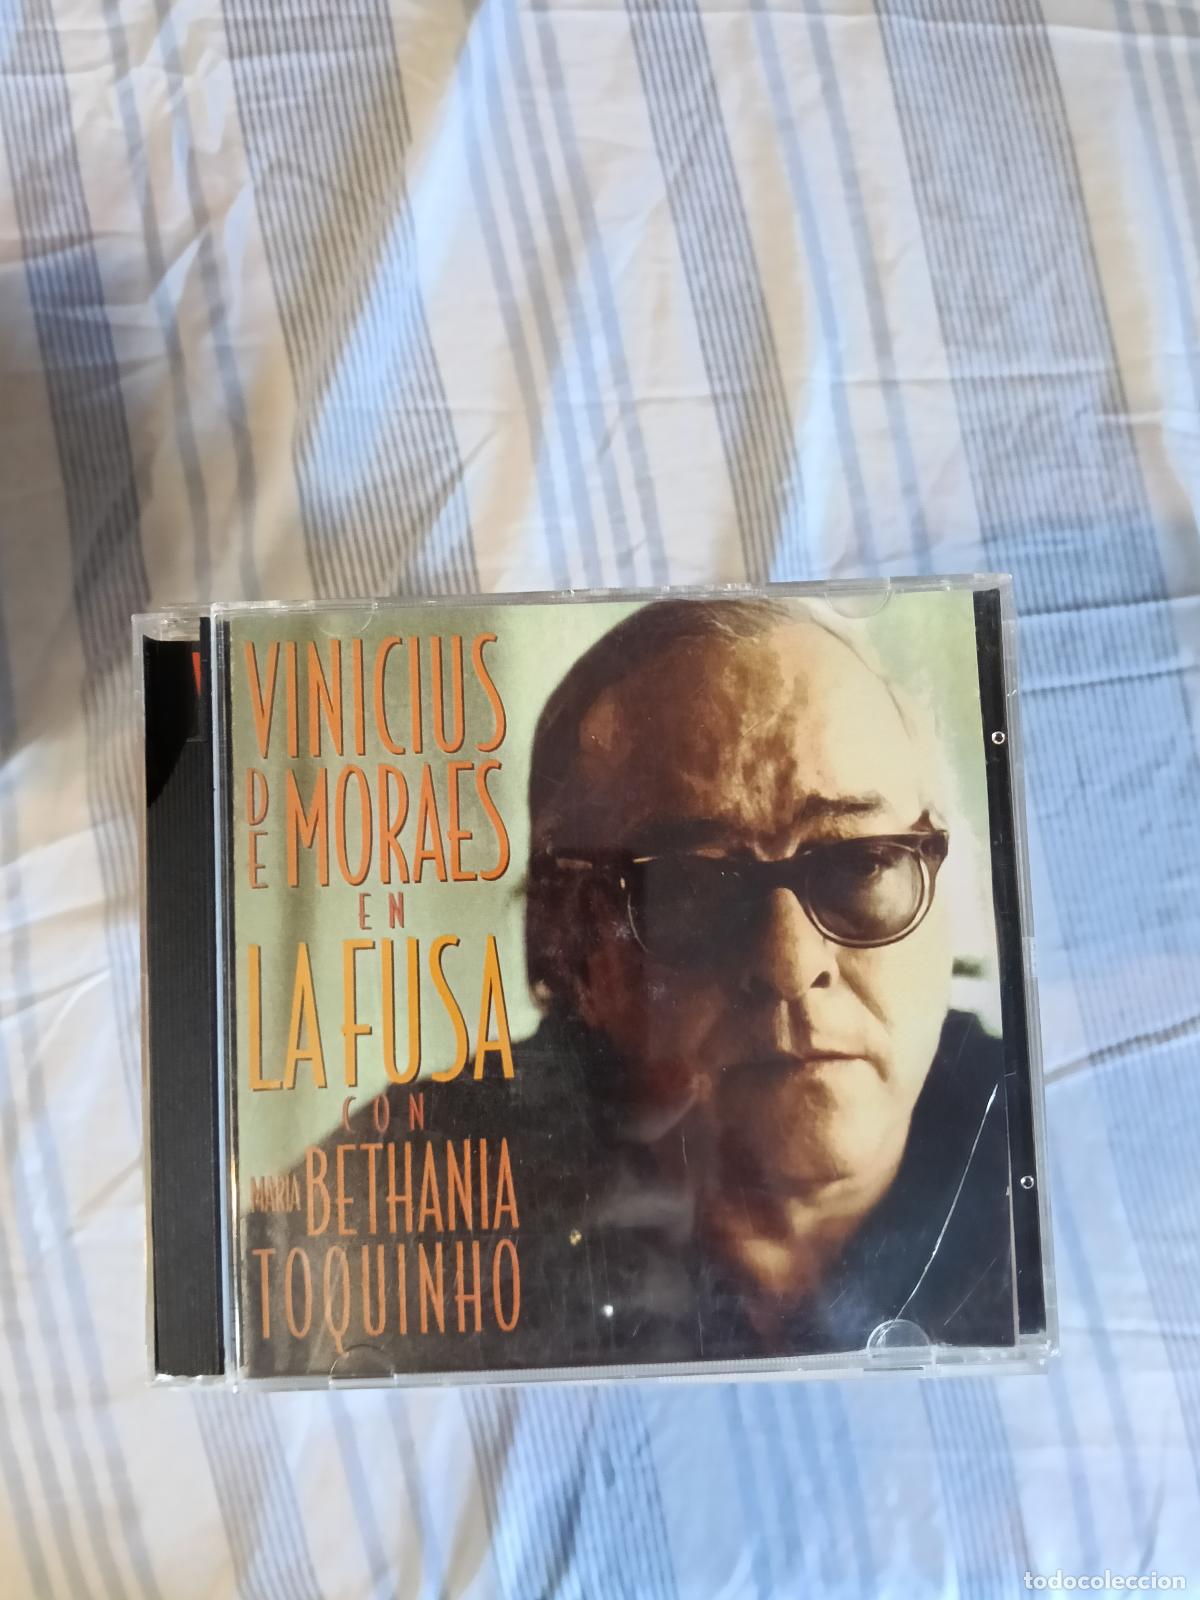 VINICIUS
DE MORAES
EN
LA FUSA
CON
MARIA BETHANIA
TOQUINHO
todocoleccion